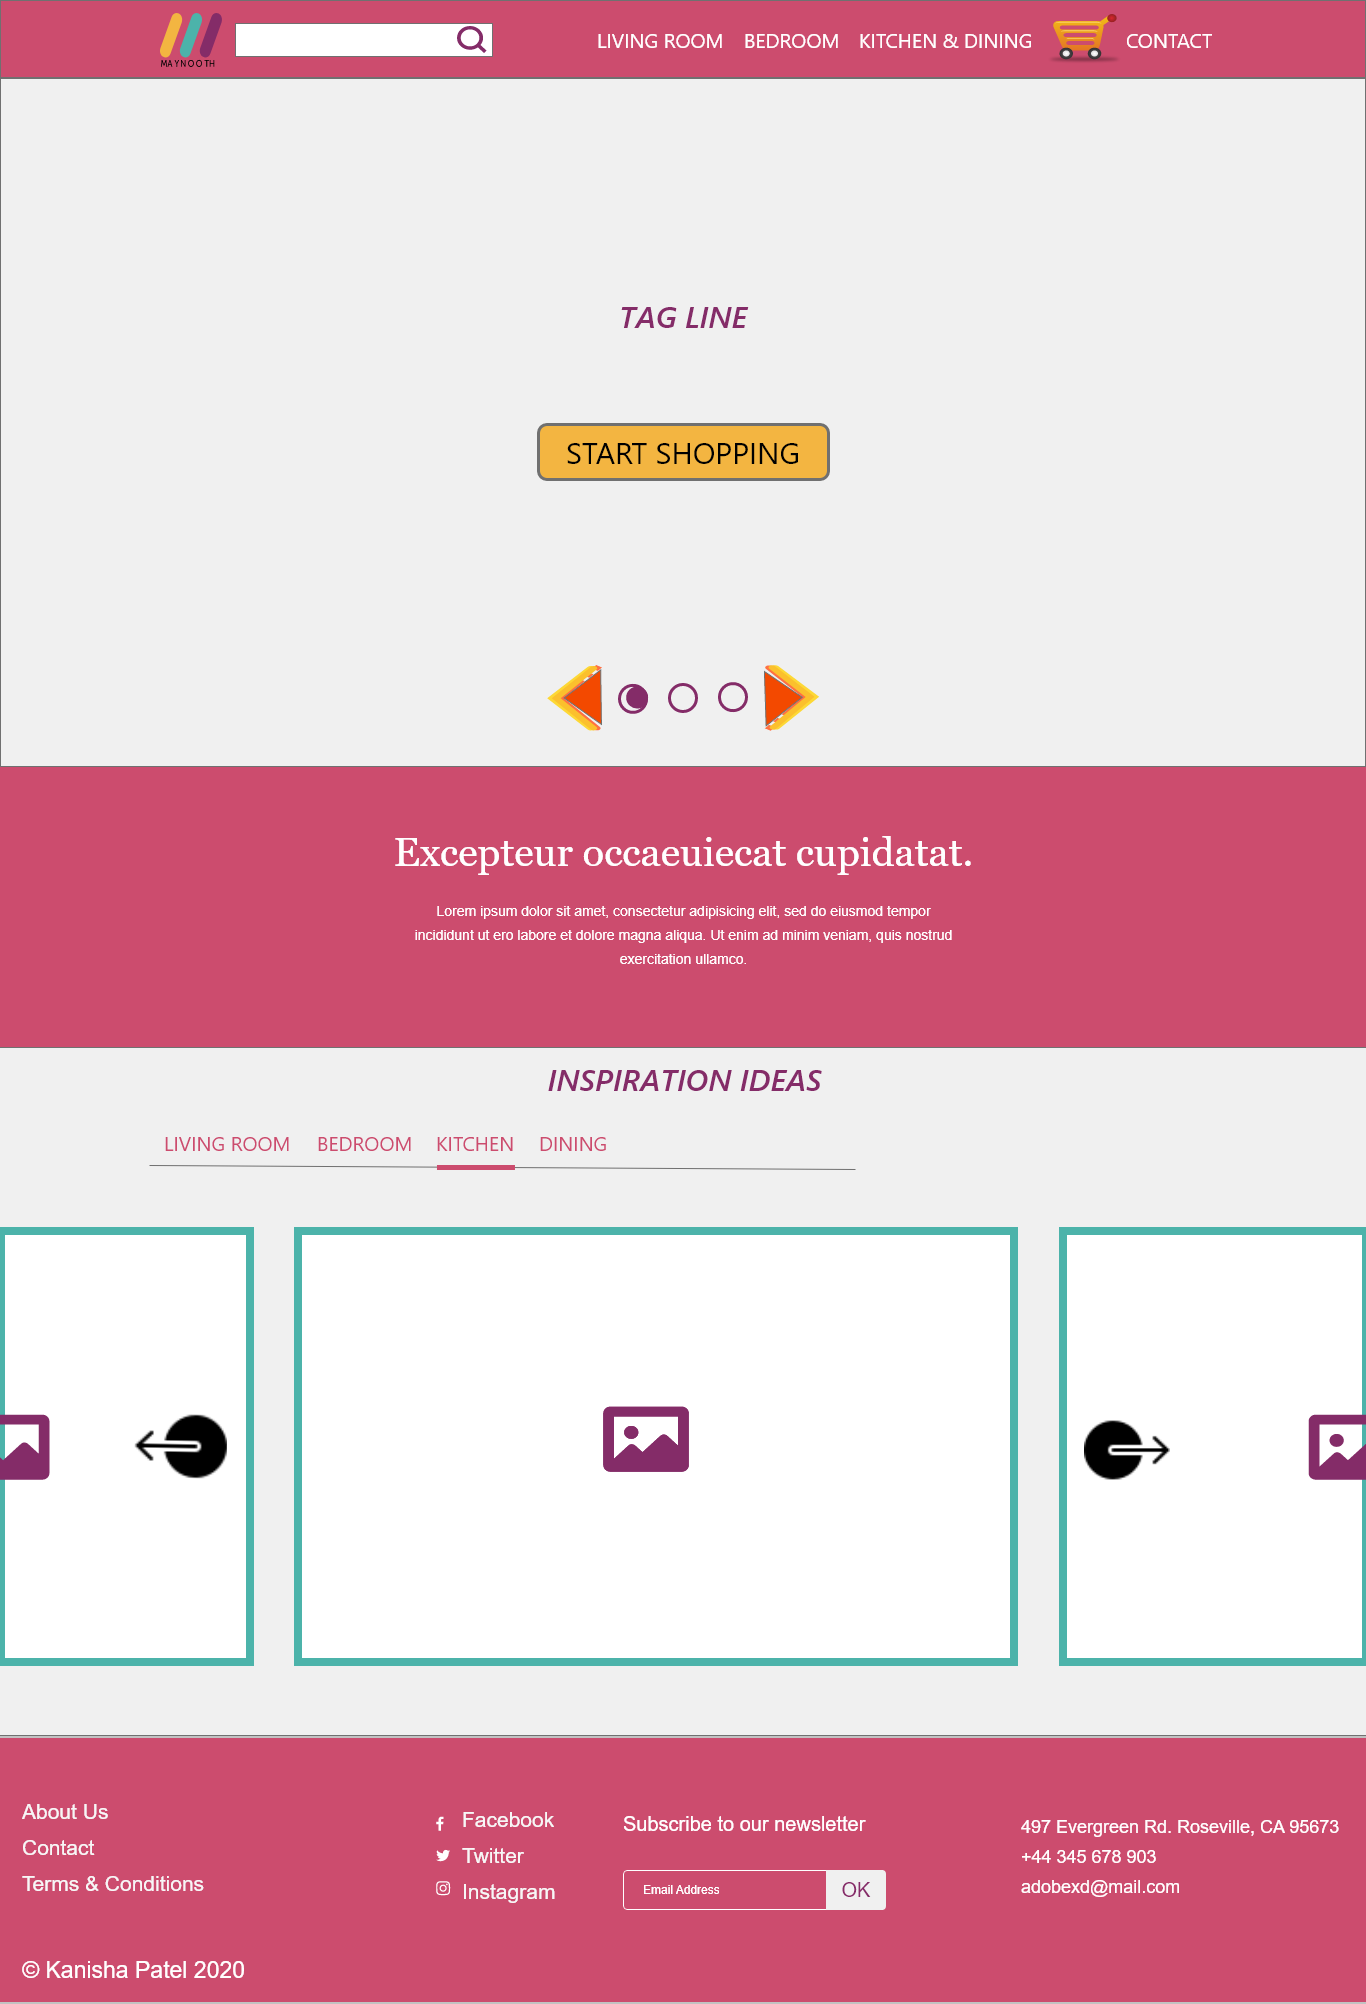 MAYNOOTH
LIVING ROOM BEDROOM KITCHEN & DINING CONTACT
TAG LINE
START SHOPPING
Excepteur occaeuiecat cupidatat.
Lorem ipsum dolor sit amet, consectetur adipisicing elit, sed do eiusmod tempor
incididunt ut ero labore et dolore magna aliqua. Ut enim ad minim veniam, quis nostrud
exercitation ullamco.
INSPIRATION IDEAS
LIVING ROOM BEDROOM KITCHEN DINING
About Us
Contact
Terms & Conditions
Facebook
Twitter
Instagram
Subscribe to our newsletter
Email Address OK
497 Evergreen Rd. Roseville, CA 95673
+44 345 678 903
adobexd@mail.com
© Kanisha Patel 2020